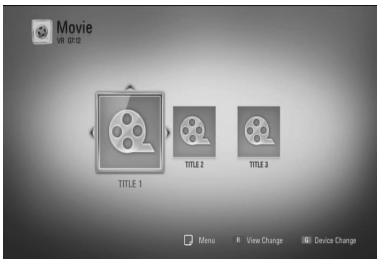 Movie
VR 07:12
TITLE 1
TITLE 2
TITLE 3
Menu
R View Change
G Device Change